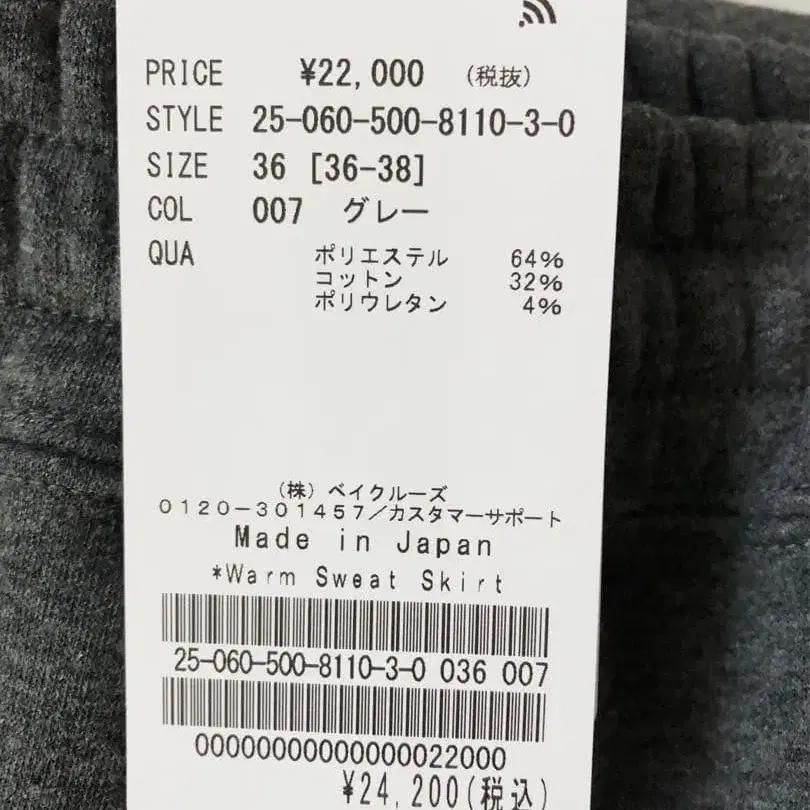 PRICE ¥22,000 (税抜)
STYLE 25-060-500-8110-3-0
SIZE 36 [36-38]
COL 007 グレー
QUA ポリエステル 64%
コットン 32%
ポリウレタン 4%
(株) ベイクルーズ
0120-301457/カスタマーサポート
Made in Japan
*Warm Sweat Skirt
25-060-500-8110-3-0 036 007
00000000000000022000
¥24,200(税込)